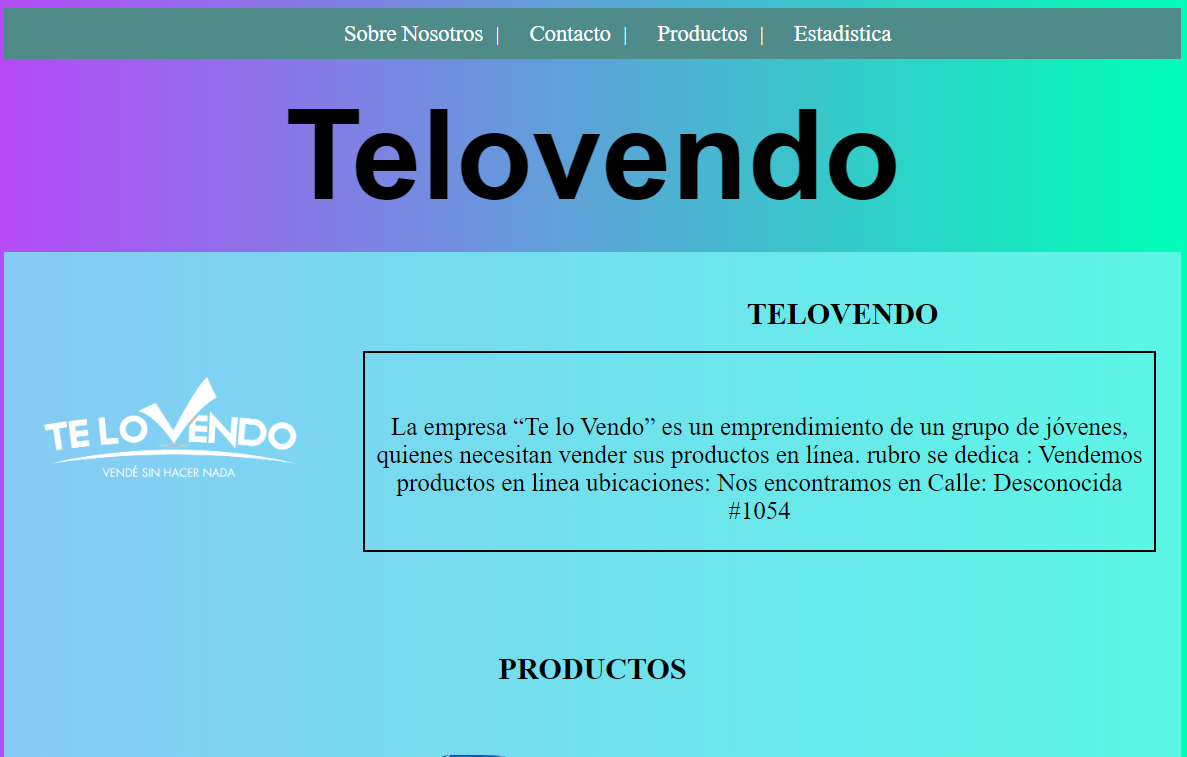 Sobre Nosotros | Contacto | Productos | Estadistica
Telovendo
TELOVENDO
TE LO VENDO
VENDÉ SIN HACER NADA
La empresa “Te lo Vendo” es un emprendimiento de un grupo de jóvenes,
quienes necesitan vender sus productos en línea. rubro se dedica : Vendemos
productos en linea ubicaciones: Nos encontramos en Calle: Desconocida
#1054
PRODUCTOS